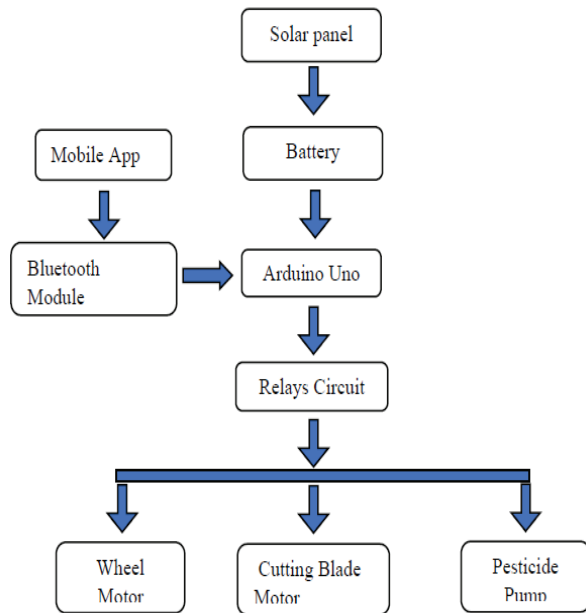 Solar panel
Mobile App
Battery
Bluetooth
Module
Arduino Uno
Relays Circuit
Wheel
Motor
Cutting Blade
Motor
Pesticide
Pump